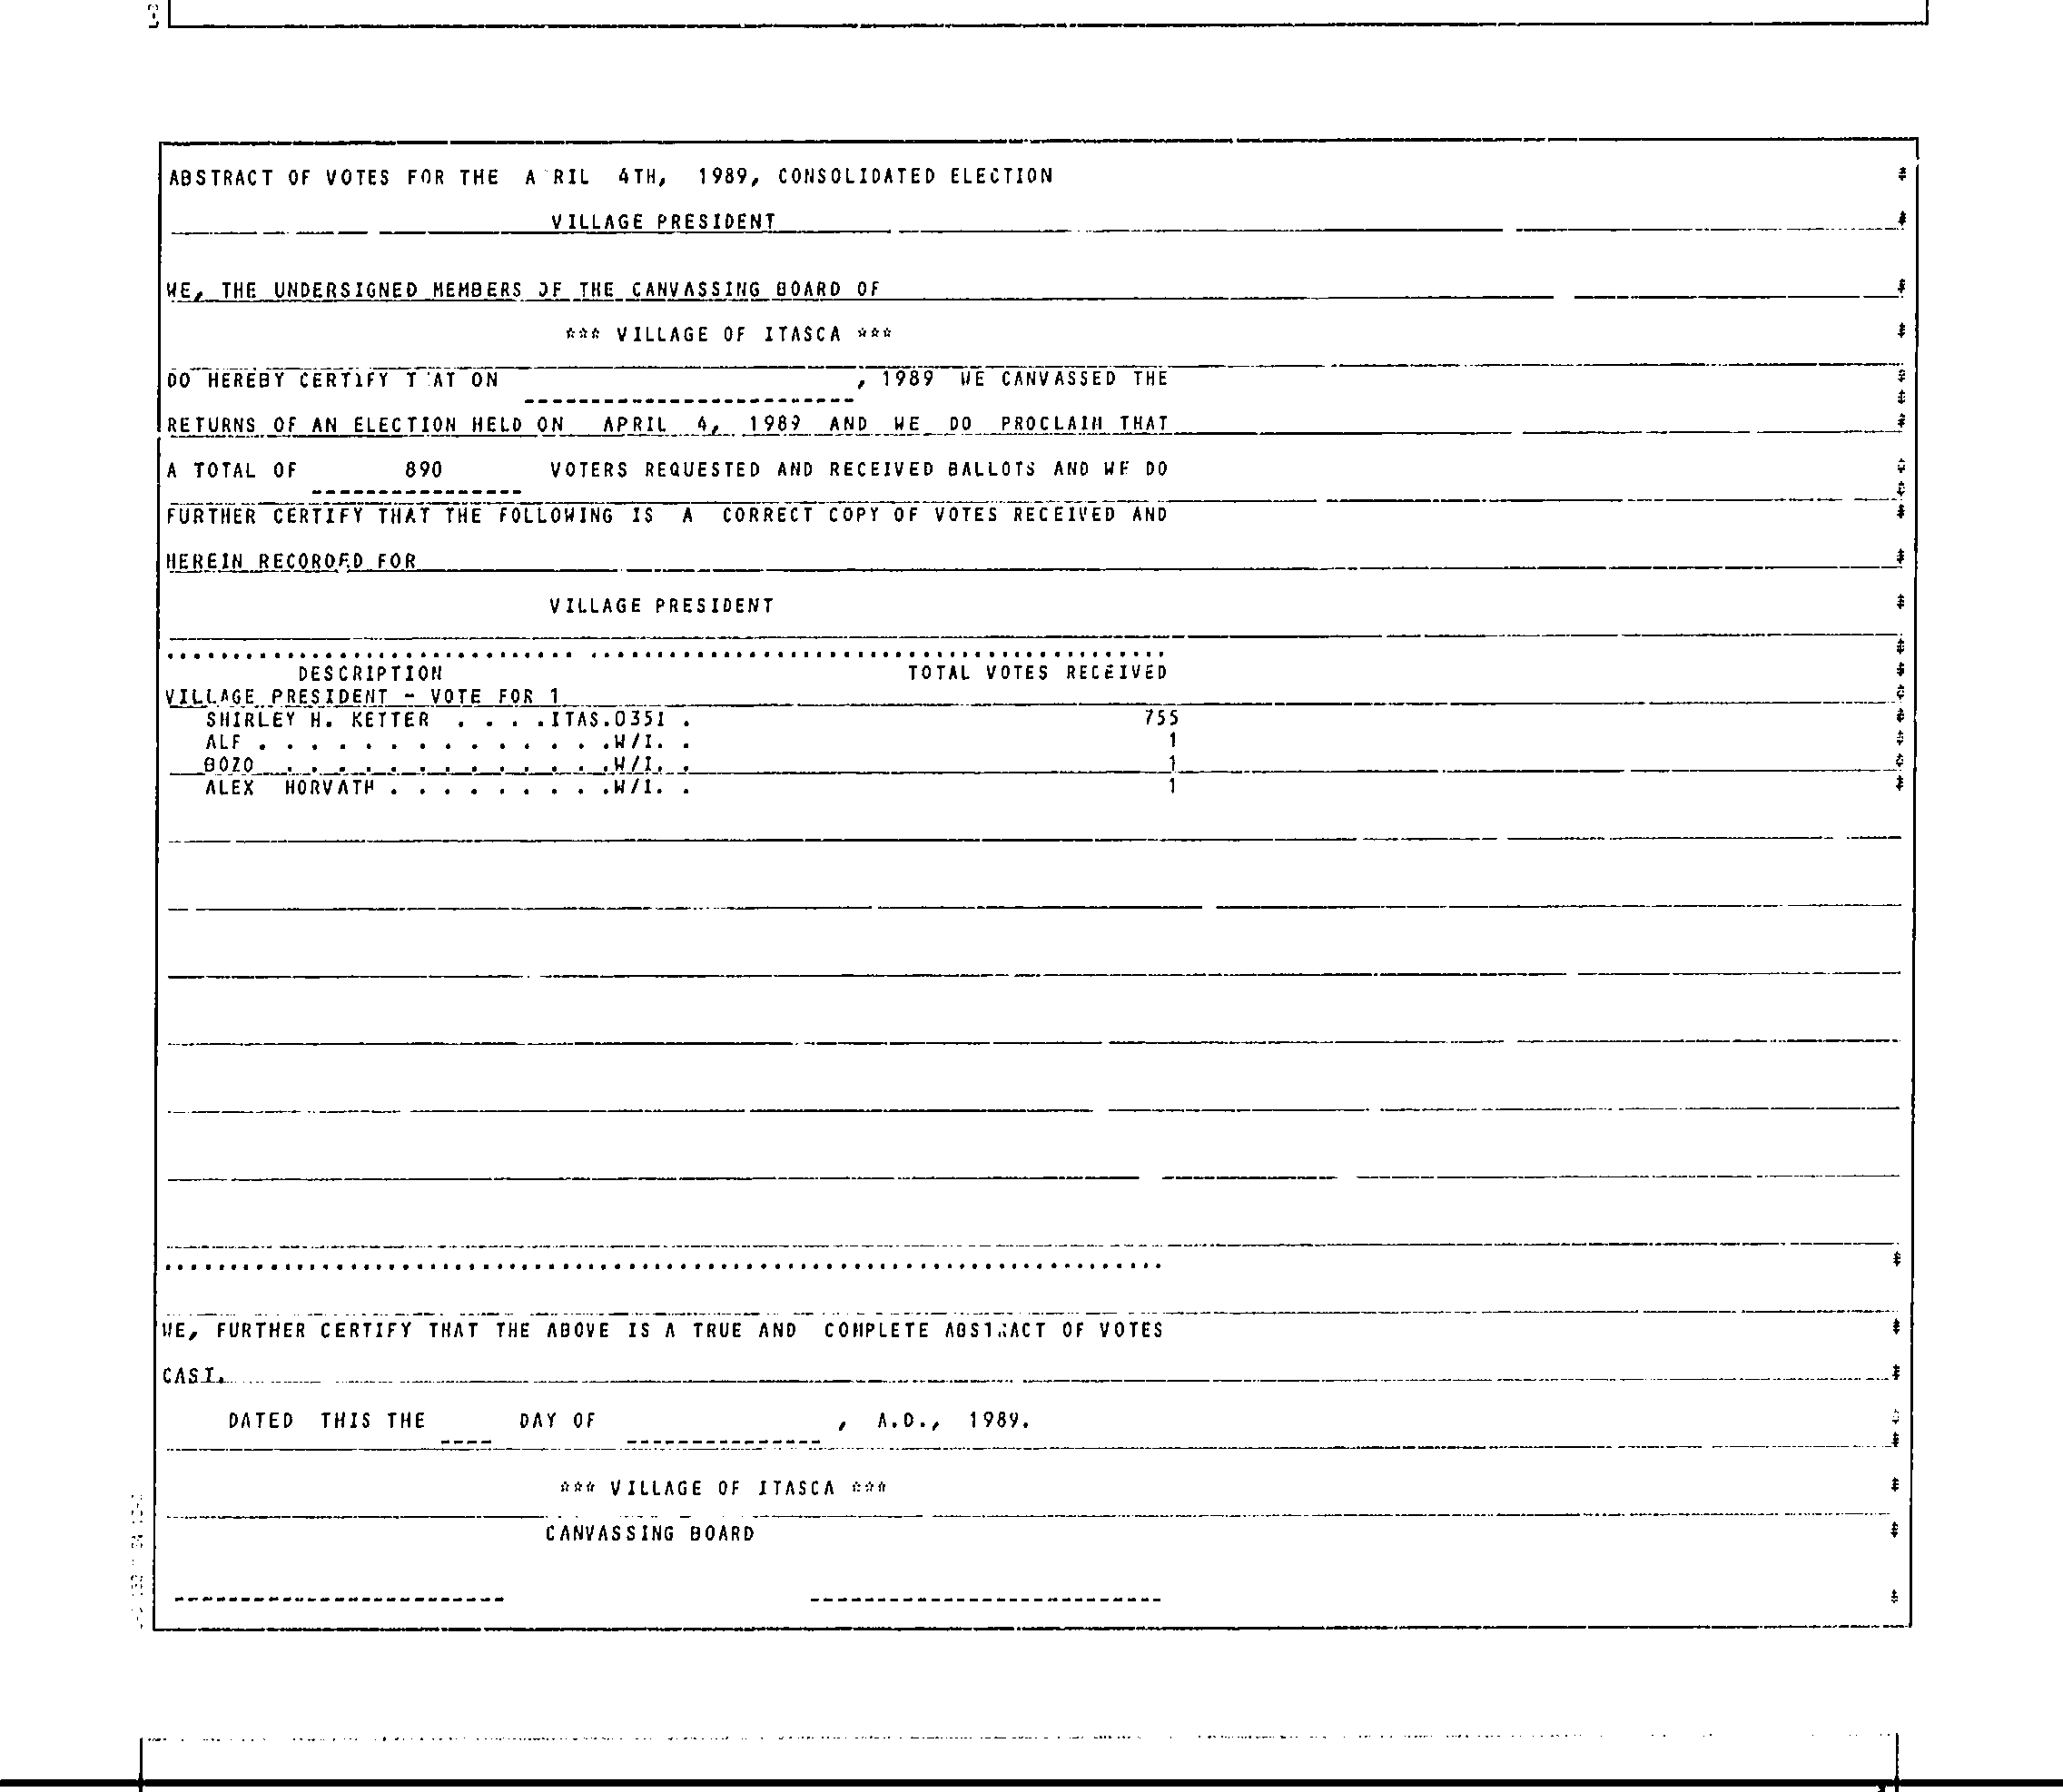 ABSTRACT OF VOTES FOR THE A RIL 4TH, 1989, CONSOLIDATED ELECTION
VILLAGE PRESIDENT
WE, THE UNDERSIGNED MEMBERS OF THE CANVASSING BOARD OF
*** VILLAGE OF ITASCA ***
DO HEREBY CERTIFY T AT ON , 1989 WE CANVASSED THE
RETURNS OF AN ELECTION HELD ON APRIL 4, 1989 AND WE DO PROCLAIM THAT
A TOTAL OF 890 VOTERS REQUESTED AND RECEIVED BALLOTS AND WE DO
FURTHER CERTIFY THAT THE FOLLOWING IS A CORRECT COPY OF VOTES RECEIVED AND
HEREIN RECORDED FOR
VILLAGE PRESIDENT
DESCRIPTION TOTAL VOTES RECEIVED
VILLAGE PRESIDENT - VOTE FOR 1
SHIRLEY H. KETTER . . . .ITAS.0351 . 755
ALF . . . . . . . . . . . . . .W/I. . 1
BOZO . . . . . . . . . . . . .W/I. . 1
ALEX HORVATH . . . . . . . . .W/I. . 1
WE, FURTHER CERTIFY THAT THE ABOVE IS A TRUE AND COMPLETE ABSTRACT OF VOTES
CAST.
DATED THIS THE ____ DAY OF , A.D., 1989.
*** VILLAGE OF ITASCA ***
CANVASSING BOARD